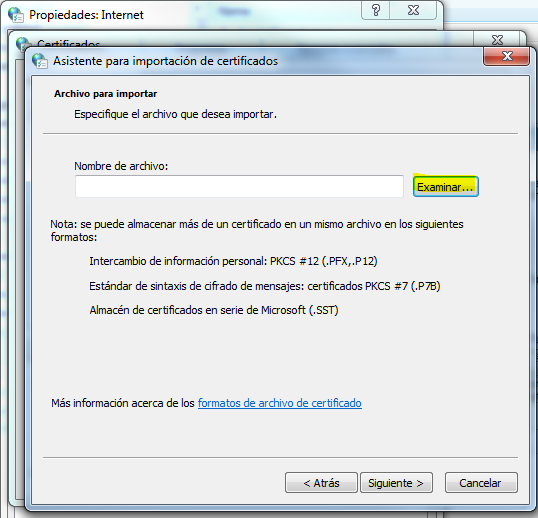 Propiedades: Internet
Certificados
Asistente para importación de certificados
Archivo para importar
Especifique el archivo que desea importar.
Nombre de archivo:
Examinar...
Nota: se puede almacenar más de un certificado en un mismo archivo en los siguientes
formatos:
Intercambio de información personal: PKCS #12 (.PFX,.P12)
Estándar de sintaxis de cifrado de mensajes: certificados PKCS #7 (.P7B)
Almacén de certificados en serie de Microsoft (.SST)
Más información acerca de los formatos de archivo de certificado
< Atrás Siguiente > Cancelar